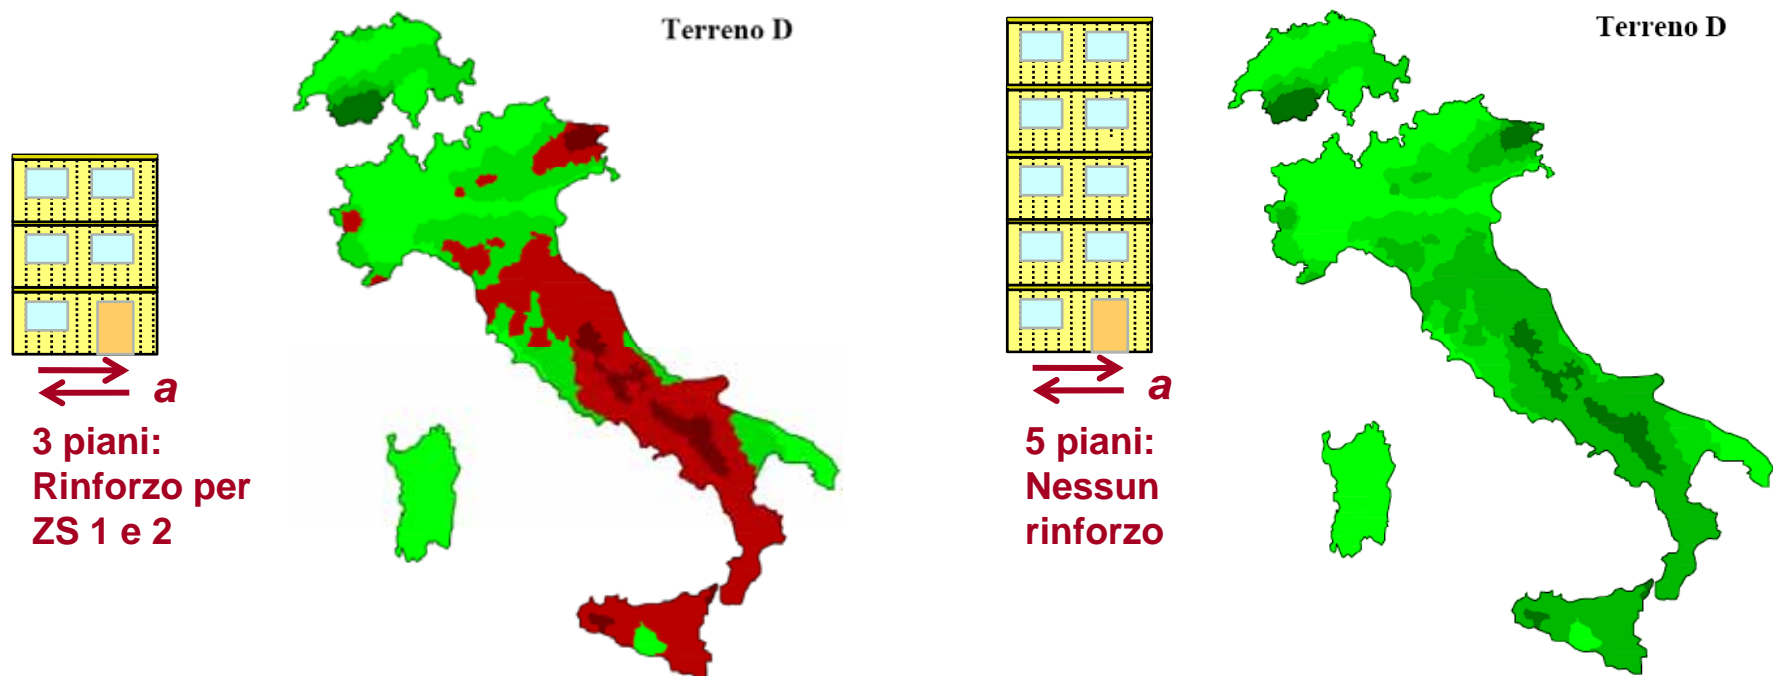 Terreno D
a
3 piani:
Rinforzo per
ZS 1 e 2
Terreno D
a
5 piani:
Nessun
rinforzo